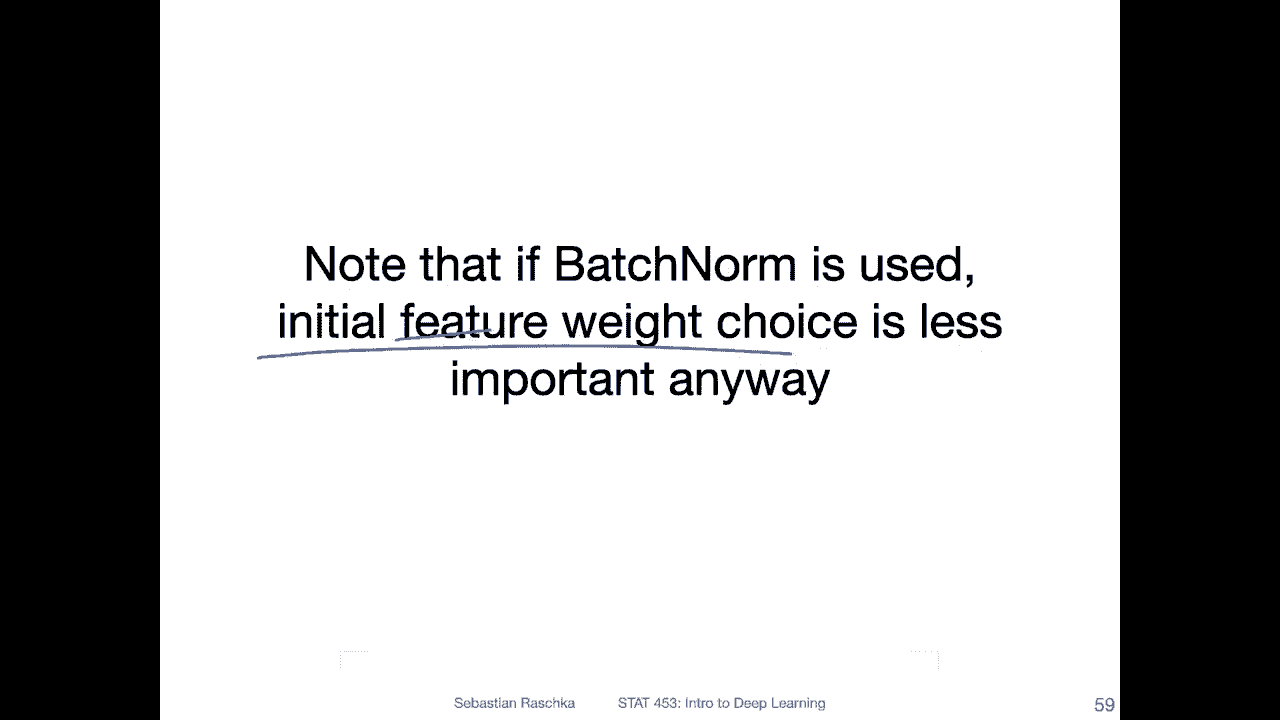 Note that if BatchNorm is used,
initial feature weight choice is less
important anyway
Sebastian Raschka STAT 453: Intro to Deep Learning 59